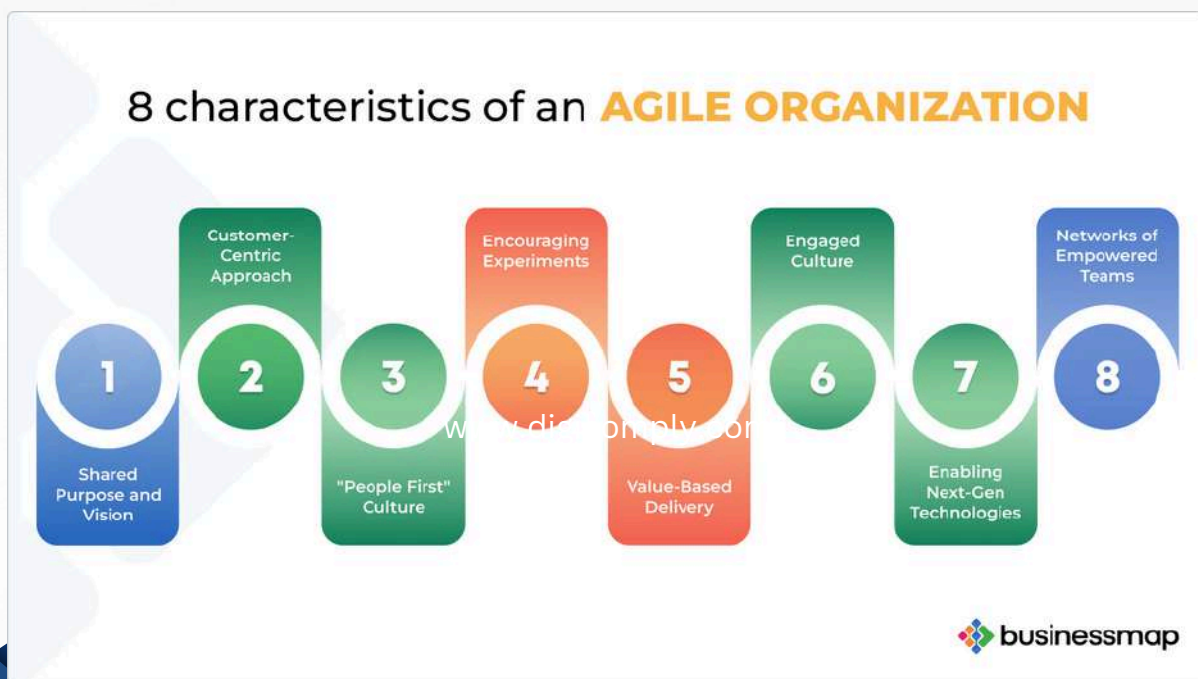 8 characteristics of an AGILE ORGANIZATION
1
Shared
Purpose and
Vision
Customer-
Centric
Approach
2
3
"People First"
Culture
Encouraging
Experiments
4
5
Value-Based
Delivery
Engaged
Culture
6
7
Enabling
Next-Gen
Technologies
Networks of
Empowered
Teams
8
businessmap